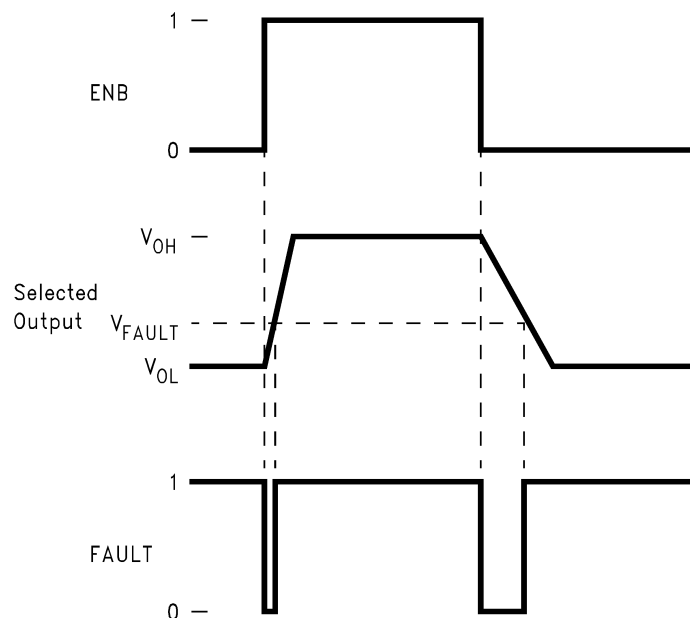 1
ENB
0
VOH
Selected
Output
VFAULT
VOL
1
FAULT
0